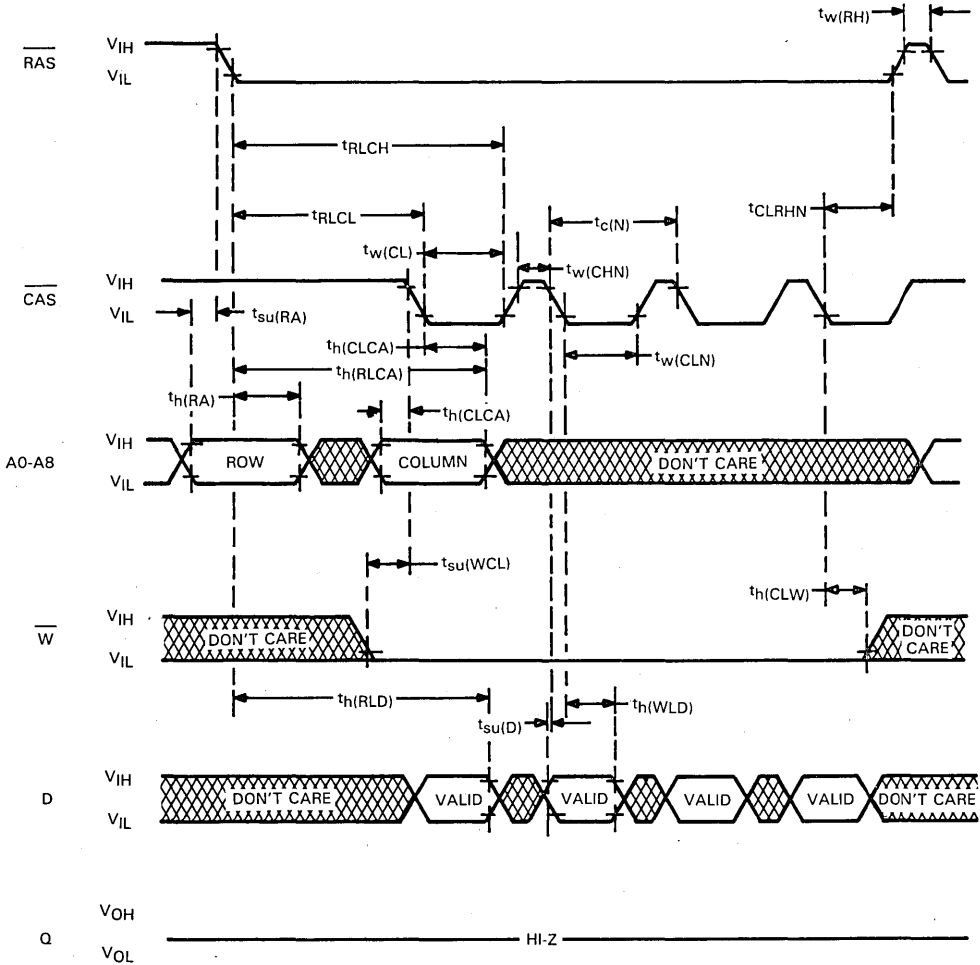 tw(RH)
RAS
VIH
VIL
tRLCH
tRLCL
tc(N)
tCLRHN
tw(CL)
tw(CHN)
CAS
VIH
VIL
tsu(RA)
th(CLCA)
tw(CLN)
th(RLCA)
th(RA)
th(CLCA)
A0-A8
VIH
VIL
ROW
COLUMN
DON'T CARE
tsu(WCL)
th(CLW)
W
VIH
VIL
DON'T CARE
DON'T
CARE
th(RLD)
tsu(D)
th(WLD)
D
VIH
VIL
DON'T CARE
VALID
VALID
VALID
VALID
DON'T CARE
Q
VOH
VOL
HI-Z